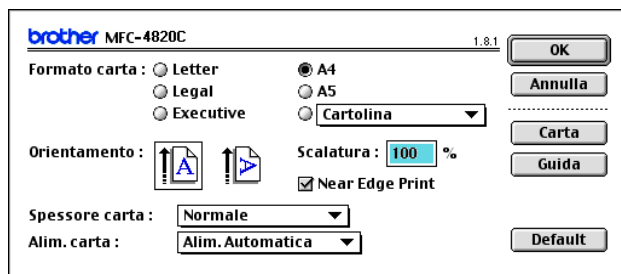 brother MFC-4820C
1.8.1
OK
Formato carta :
Letter
A4
Annulla
Legal
A5
Executive
Cartolina
Carta
Orientamento :
A
A
Scalatura : 100 %
Guida
Near Edge Print
Spessore carta : Normale
Alim. carta : Alim. Automatica
Default